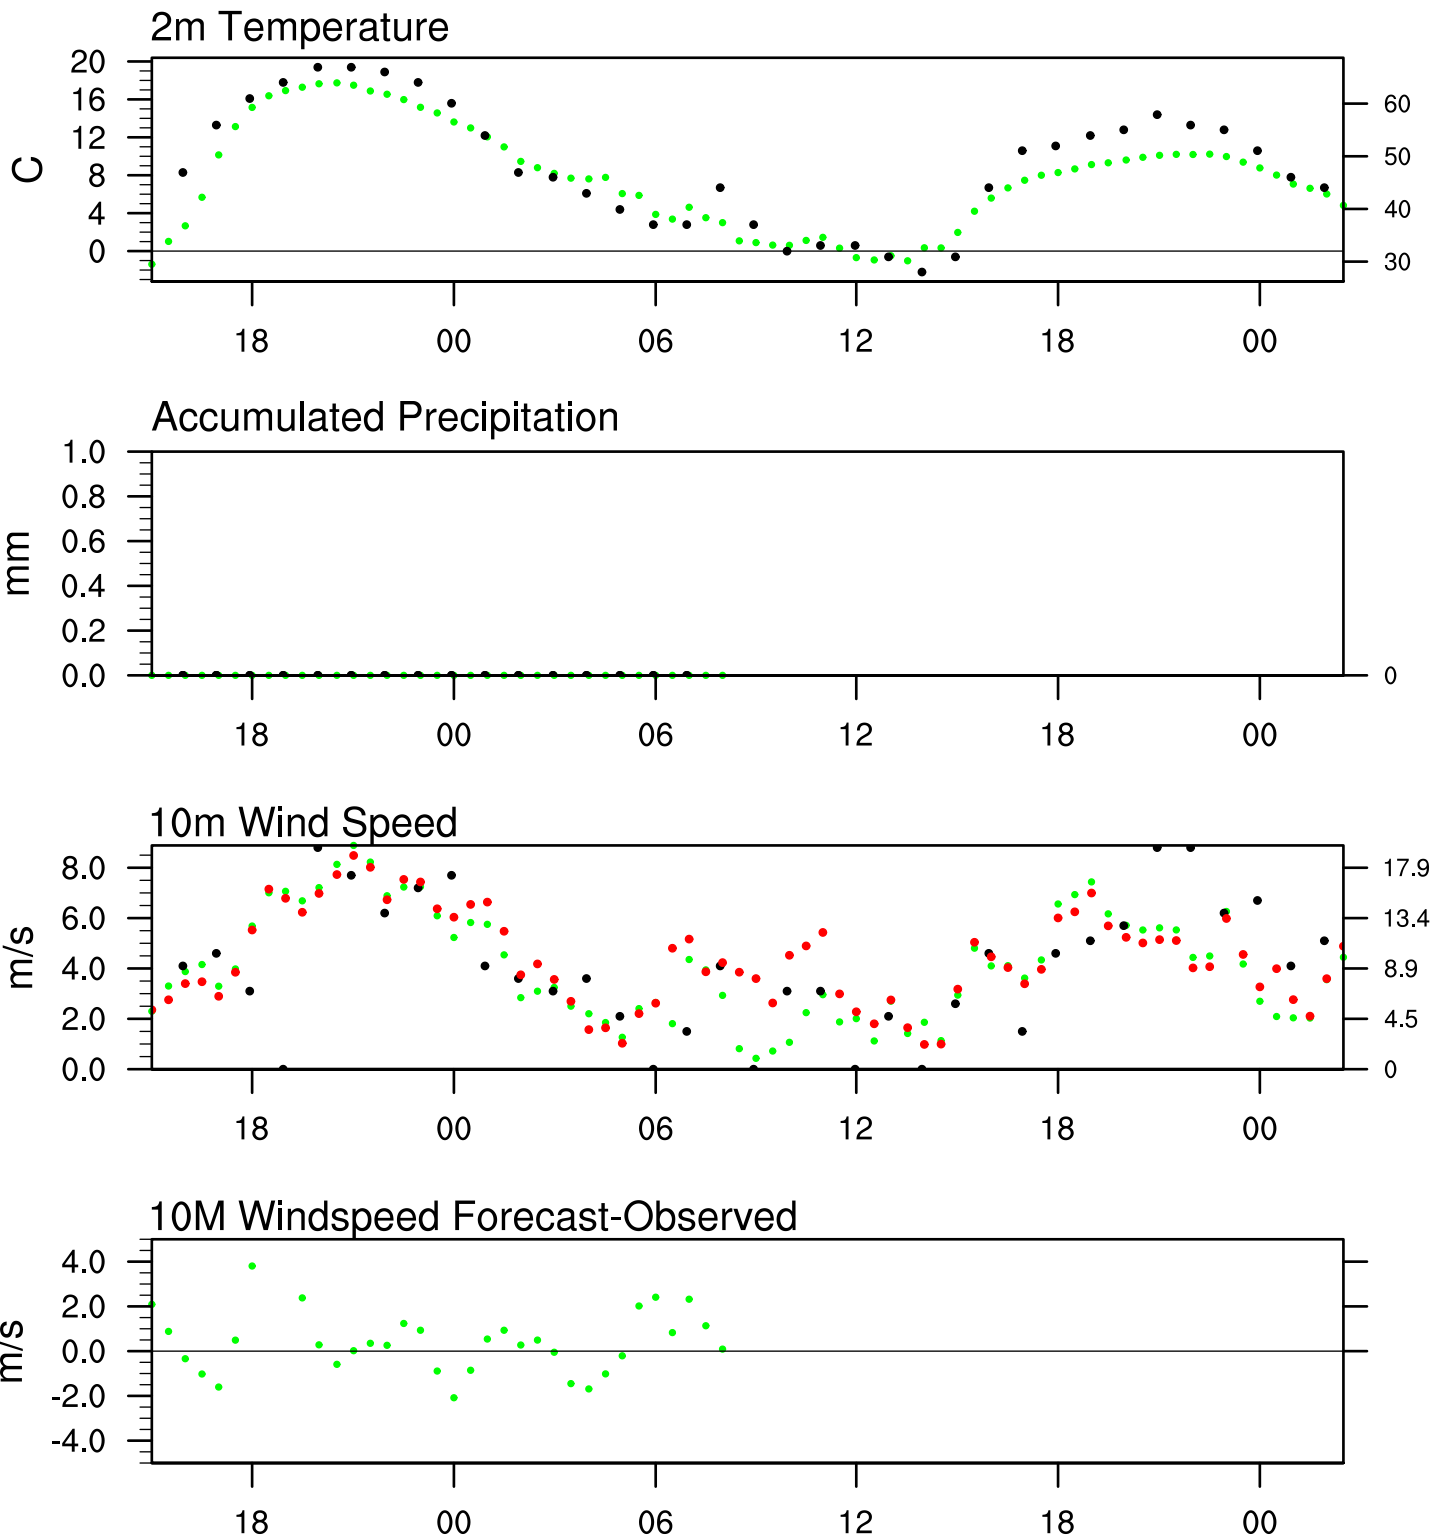 2m Temperature
20
16
12
8
4
0
C
60
50
40
30
18 00 06 12 18 00
Accumulated Precipitation
1.0
0.8
0.6
0.4
0.2
0.0
mm
0
18 00 06 12 18 00
10m Wind Speed
8.0
6.0
4.0
2.0
0.0
m/s
17.9
13.4
8.9
4.5
0
18 00 06 12 18 00
10M Windspeed Forecast-Observed
4.0
2.0
0.0
-2.0
-4.0
m/s
18 00 06 12 18 00